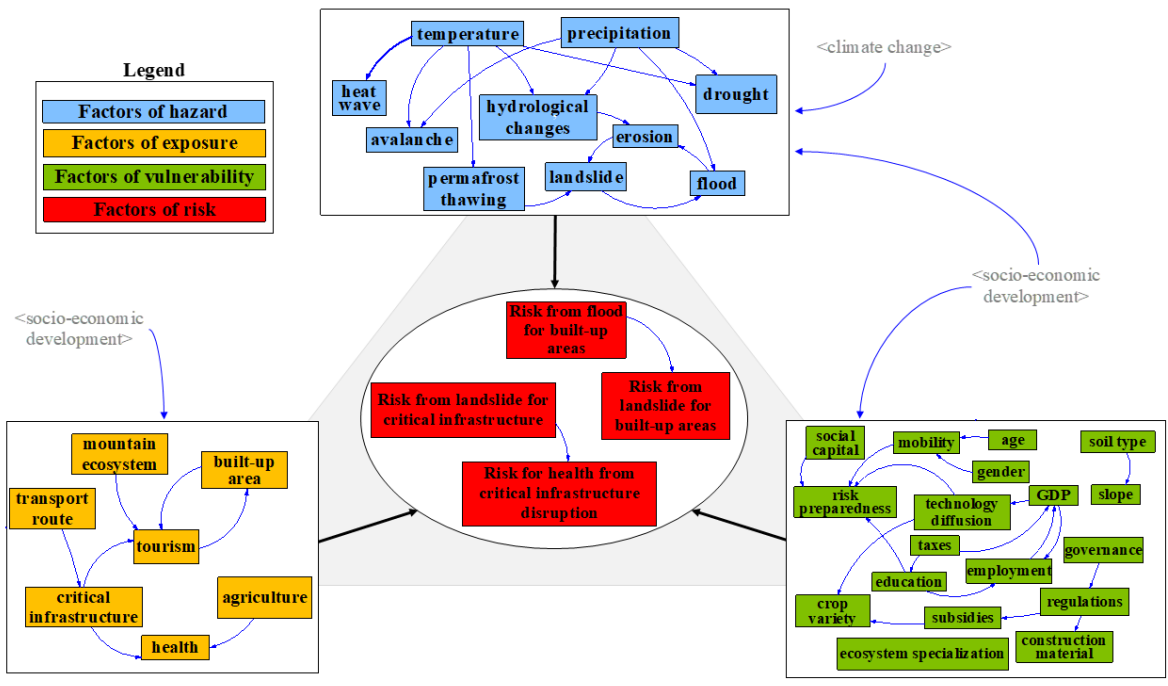 Legend
Factors of hazard
Factors of exposure
Factors of vulnerability
Factors of risk
temperature
precipitation
heat
wave
avalanche
hydrological
changes
drought
erosion
permafrost
thawing
landslide
flood
<climate change>
<socio-economic
development>
<socio-economic
development>
Risk from flood
for built-up
areas
Risk from
landslide for
built-up areas
Risk from landslide for
critical infrastructure
Risk for health from
critical infrastructure
disruption
mountain
ecosystem
built-up
area
transport
route
tourism
critical
infrastructure
agriculture
health
social
capital
mobility
age
soil type
gender
risk
preparedness
technology
diffusion
GDP
slope
taxes
governance
education
employment
crop
variety
subsidies
regulations
construction
material
ecosystem specialization